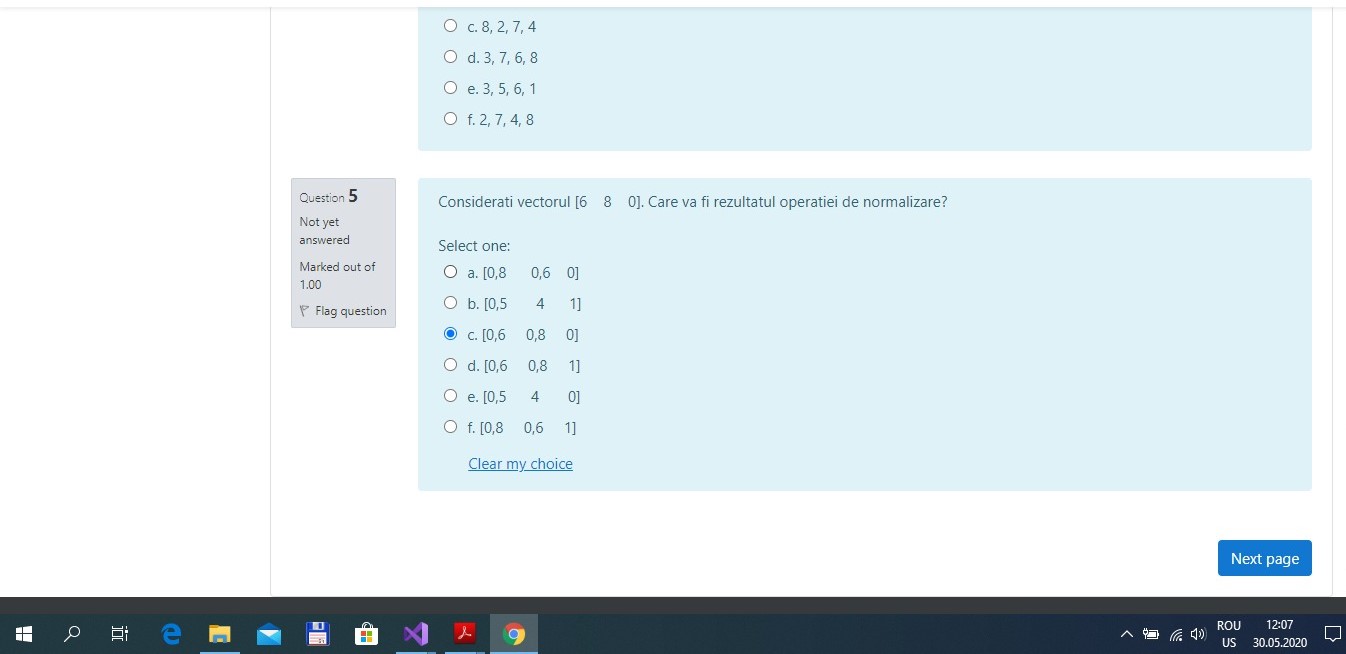 c. 8, 2, 7, 4
d. 3, 7, 6, 8
e. 3, 5, 6, 1
f. 2, 7, 4, 8
Question 5
Not yet
answered
Marked out of
1.00
Flag question
Considerati vectorul [6 8 0]. Care va fi rezultatul operatiei de normalizare?
Select one:
a. [0,8 0,6 0]
b. [0,5 4 1]
c. [0,6 0,8 0]
d. [0,6 0,8 1]
e. [0,5 4 0]
f. [0,8 0,6 1]
Clear my choice
Next page
ROU
US
12:07
30.05.2020